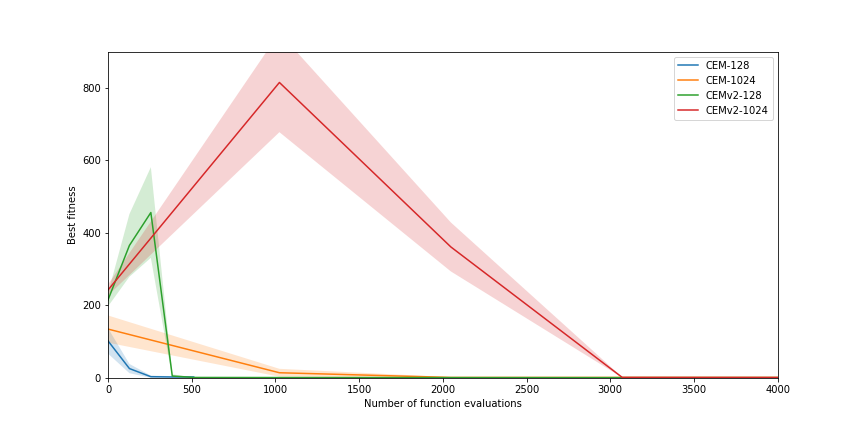 CEM-128
CEM-1024
CEMv2-128
CEMv2-1024
Best fitness
800
600
400
200
0
0 500 1000 1500 2000 2500 3000 3500 4000
Number of function evaluations